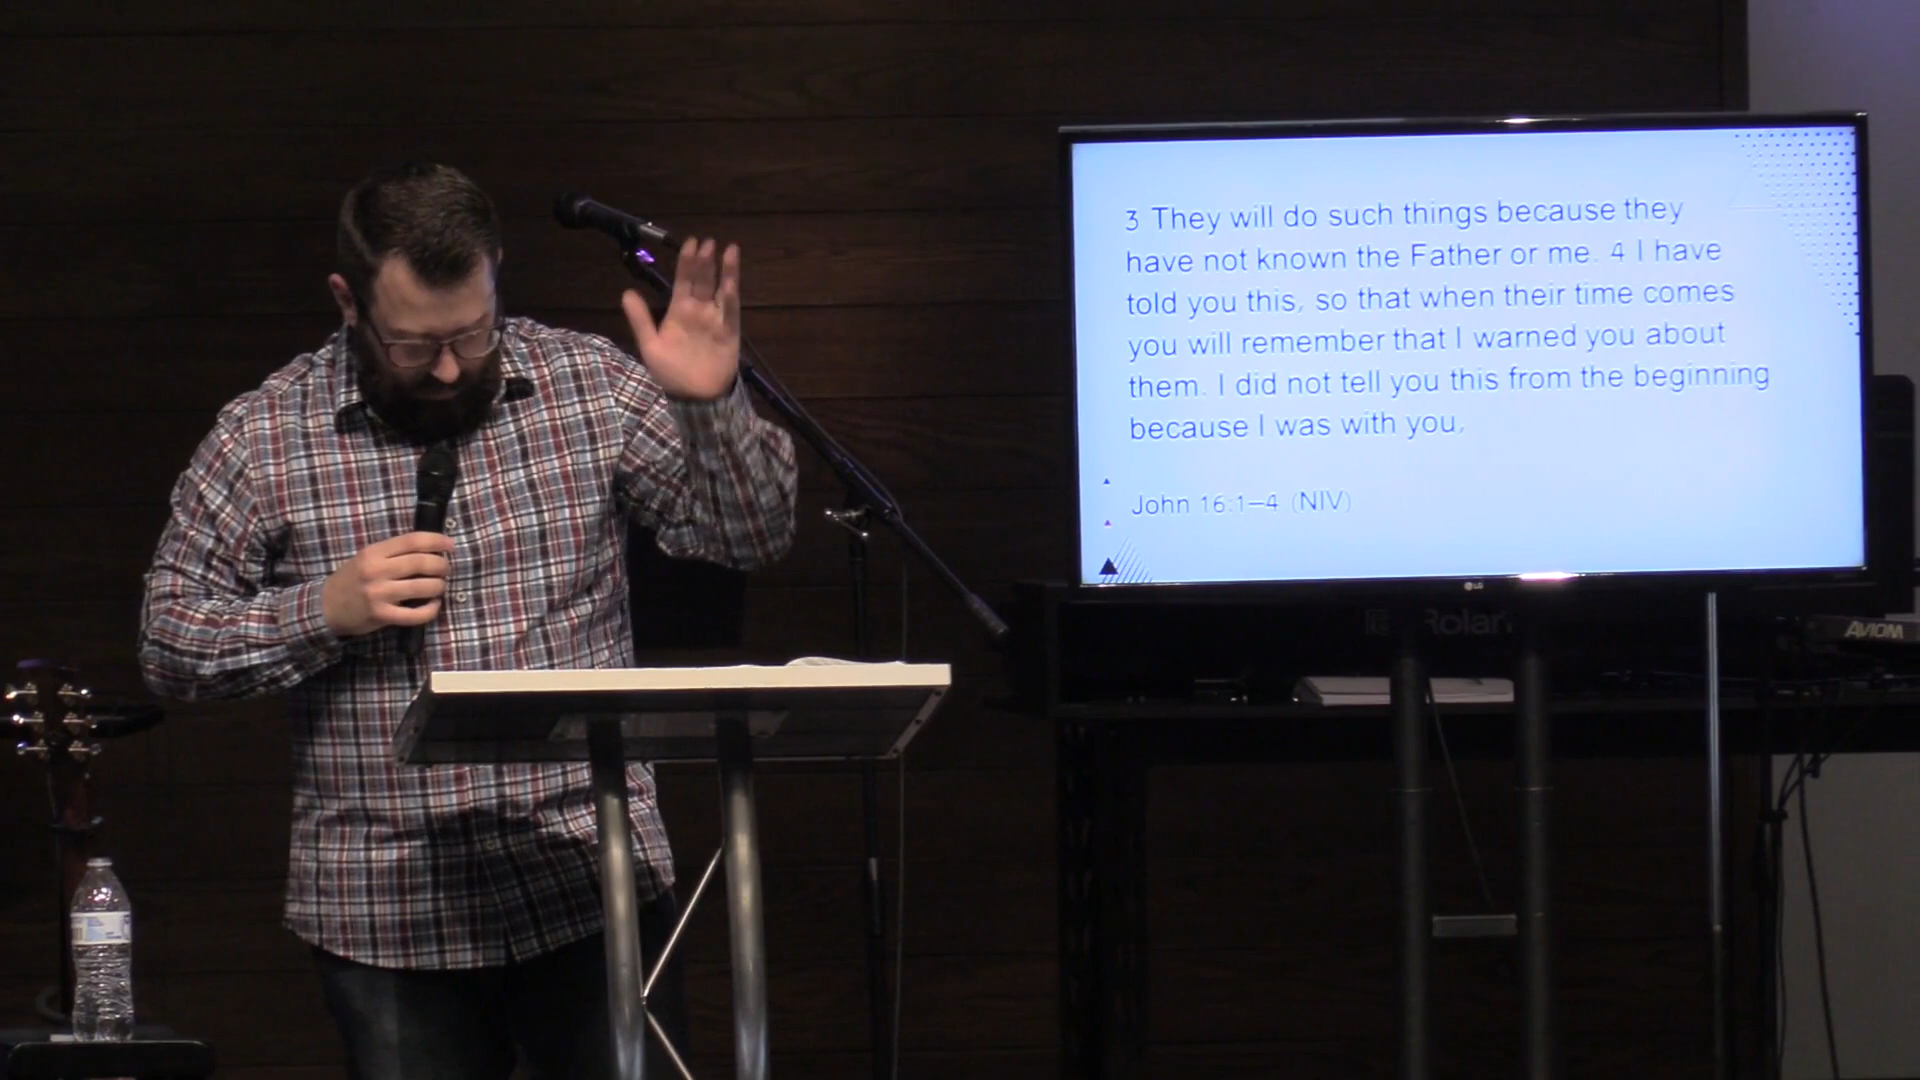 3 They will do such things because they
have not known the Father or me. 4 I have
told you this, so that when their time comes
you will remember that I warned you about
them. I did not tell you this from the beginning
because I was with you,
John 16:1–4 (NIV)
LG
Roland
AVIOM